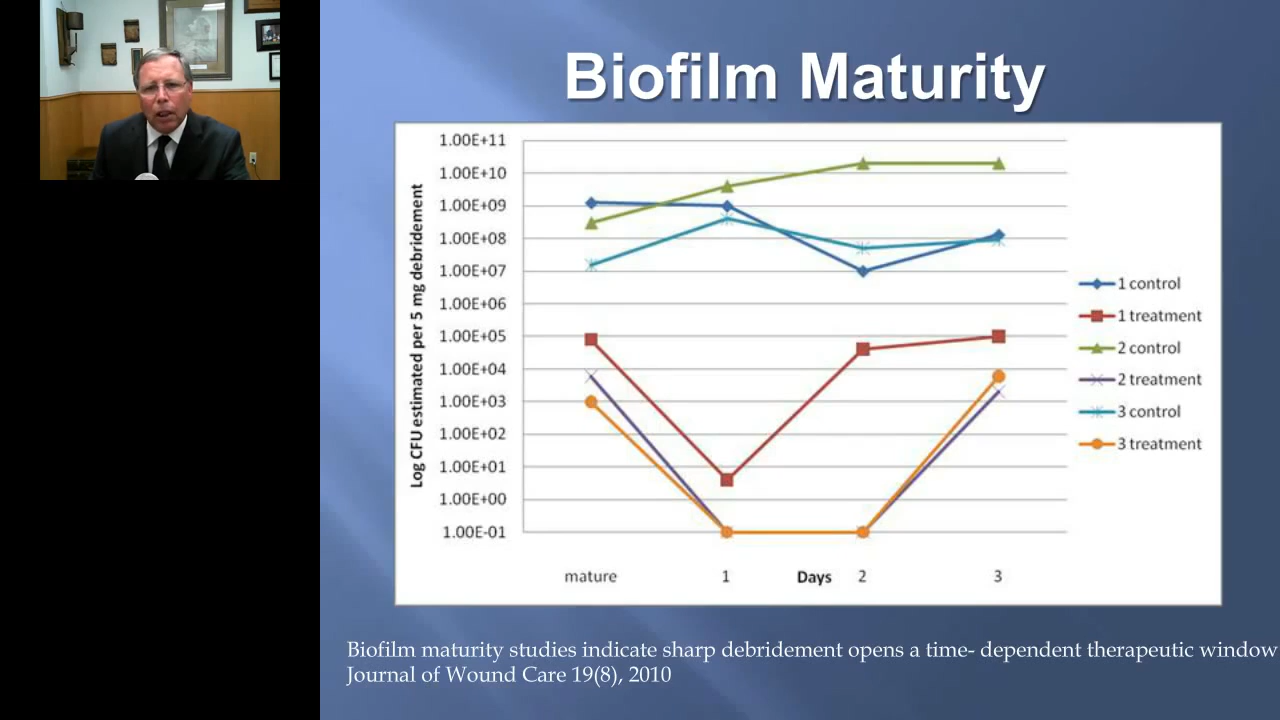 Biofilm Maturity
1.00E+11
1.00E+10
1.00E+09
1.00E+08
1.00E+07
1.00E+06
1.00E+05
1.00E+04
1.00E+03
1.00E+02
1.00E+01
1.00E+00
1.00E-01
Log CFU estimated per 5 mg debridement
mature 1 Days 2 3
1 control
1 treatment
2 control
2 treatment
3 control
3 treatment
Biofilm maturity studies indicate sharp debridement opens a time- dependent therapeutic window
Journal of Wound Care 19(8), 2010